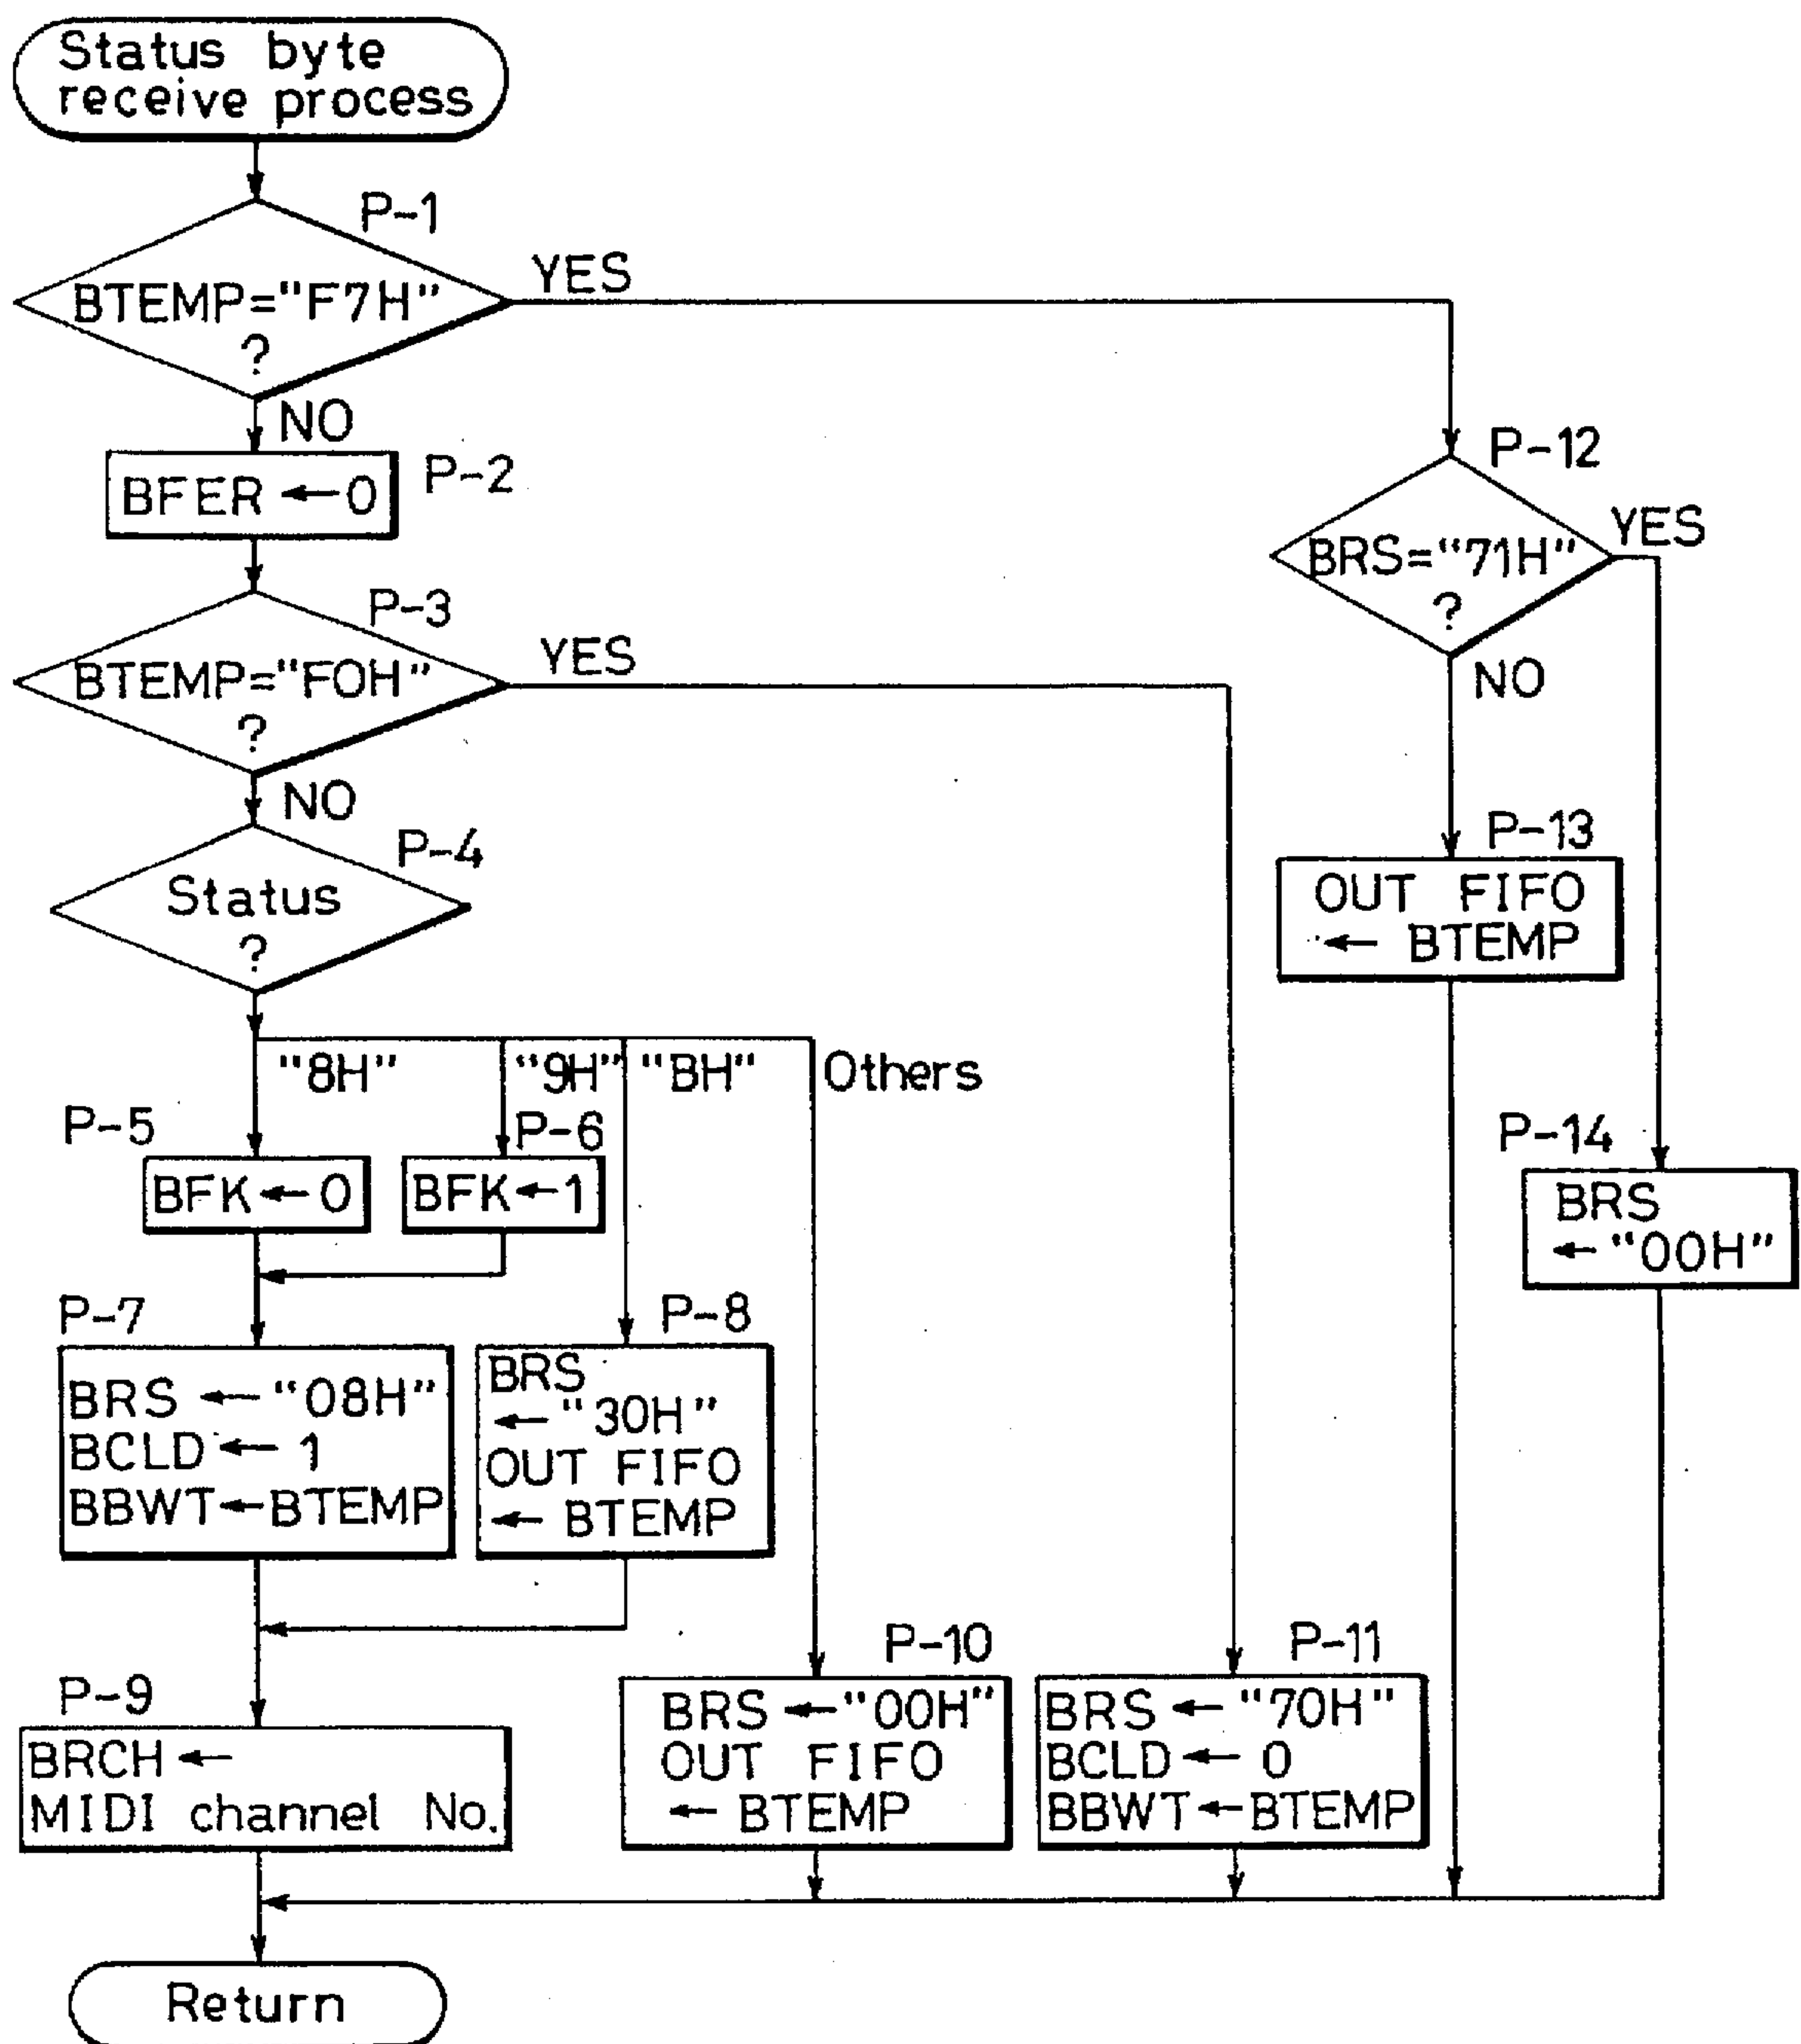 Status byte
receive process
P-1
BTEMP="F7H"
?
YES
NO
BFER ←0
P-2
P-3
BTEMP="F0H"
?
YES
NO
P-4
Status
?
"8H"
"9H"
"BH"
Others
P-5
BFK←0
P-6
BFK←1
P-7
BRS ← "08H"
BCLD ← 1
BBWT←BTEMP
P-8
BRS
← "30H"
OUT FIFO
← BTEMP
P-9
BRCH ←
MIDI channel No.
P-10
BRS ←"00H"
OUT FIFO
← BTEMP
P-11
BRS ← "70H"
BCLD ← 0
BBWT←BTEMP
P-12
BRS="71H"
?
YES
NO
P-13
OUT FIFO
← BTEMP
P-14
BRS
← "00H"
Return